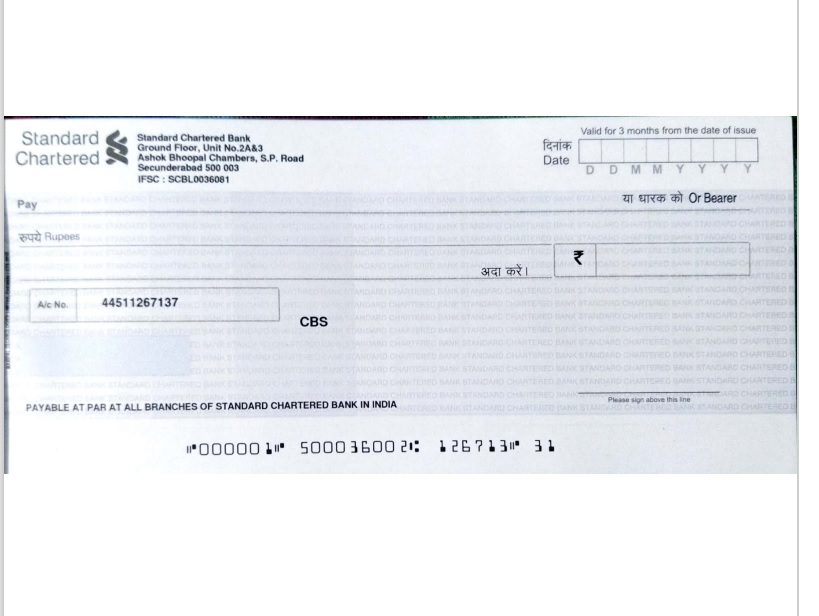 Standard
Chartered
Standard Chartered Bank
Ground Floor, Unit No.2A&3
Ashok Bhoopal Chambers, S.P. Road
Secunderabad 500 003
IFSC : SCBL0036081
Valid for 3 months from the date of issue
दिनांक
Date
D D M M Y Y Y Y
Pay
या धारक को Or Bearer
रुपये Rupees
अदा करें।
₹
A/c No. 44511267137
CBS
Please sign above this line
PAYABLE AT PAR AT ALL BRANCHES OF STANDARD CHARTERED BANK IN INDIA
⑈000001⑈ 500036002⑆ 126713⑈ 31